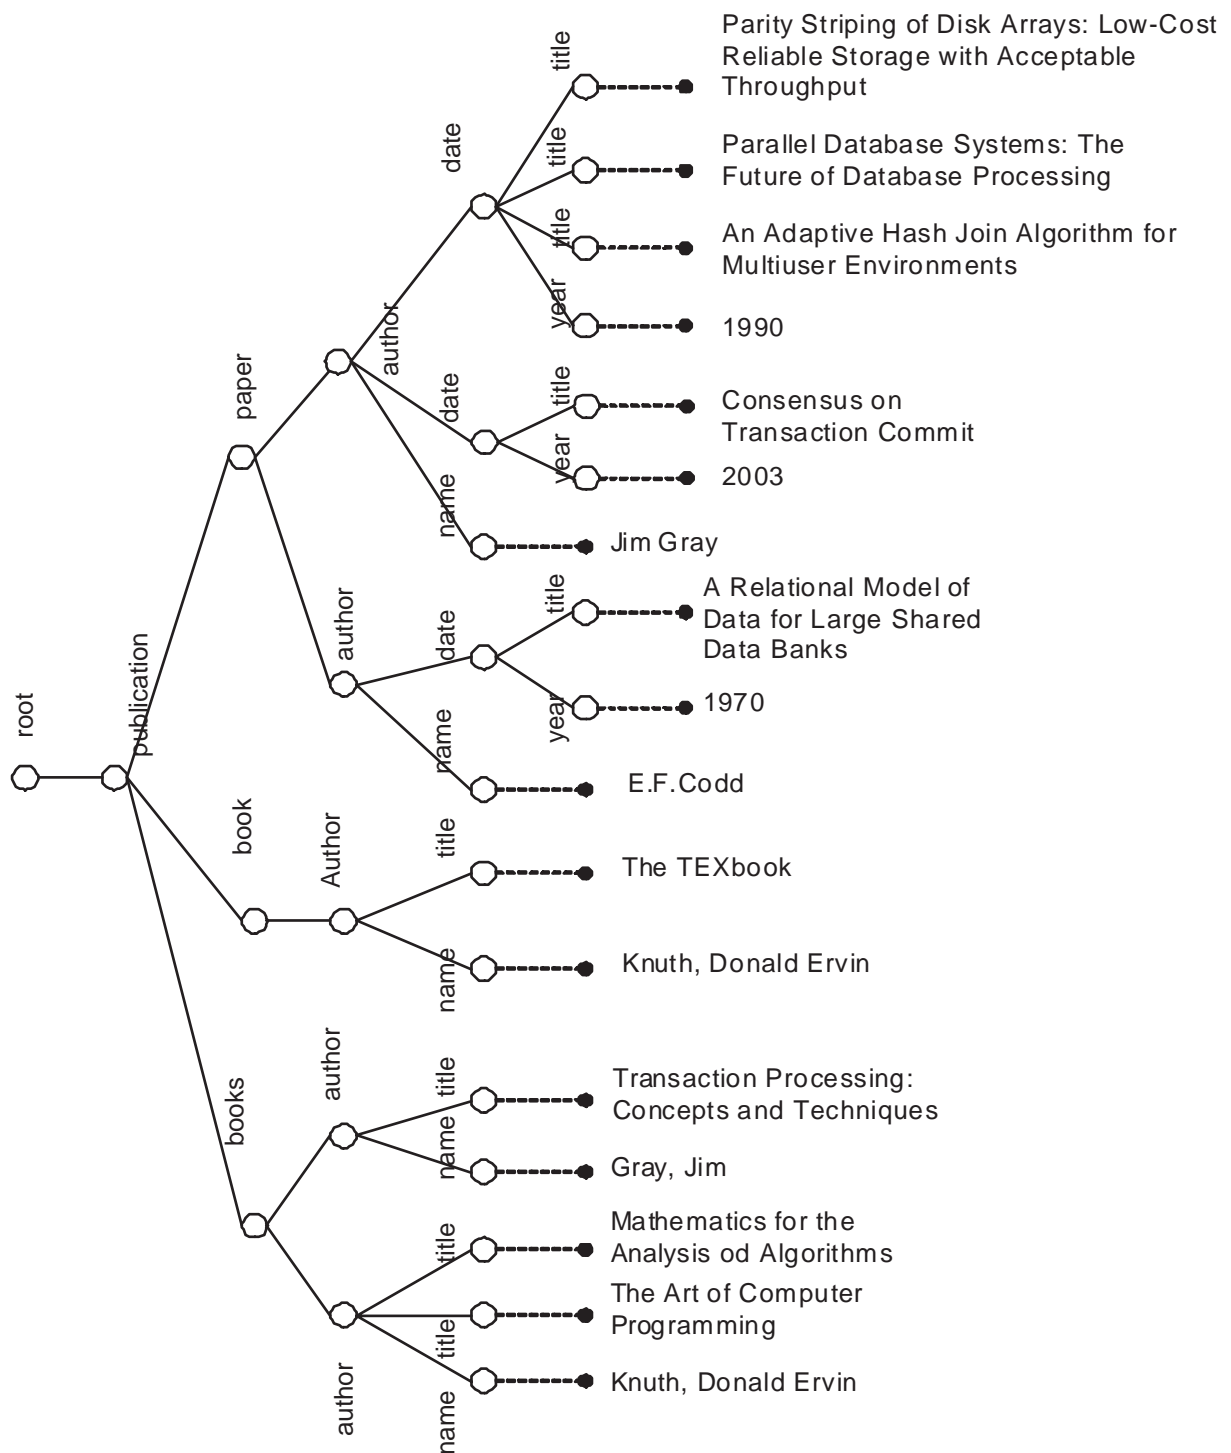 root
publication
paper
author
date
title
Parity Striping of Disk Arrays: Low-Cost
Reliable Storage with Acceptable
Throughput
title
Parallel Database Systems: The
Future of Database Processing
title
An Adaptive Hash Join Algorithm for
Multiuser Environments
year
1990
date
title
Consensus on
Transaction Commit
year
2003
name
Jim Gray
author
date
title
A Relational Model of
Data for Large Shared
Data Banks
year
1970
name
E.F.Codd
book
Author
title
The TEXbook
name
Knuth, Donald Ervin
books
author
title
Transaction Processing:
Concepts and Techniques
name
Gray, Jim
author
title
Mathematics for the
Analysis od Algorithms
title
The Art of Computer
Programming
name
Knuth, Donald Ervin